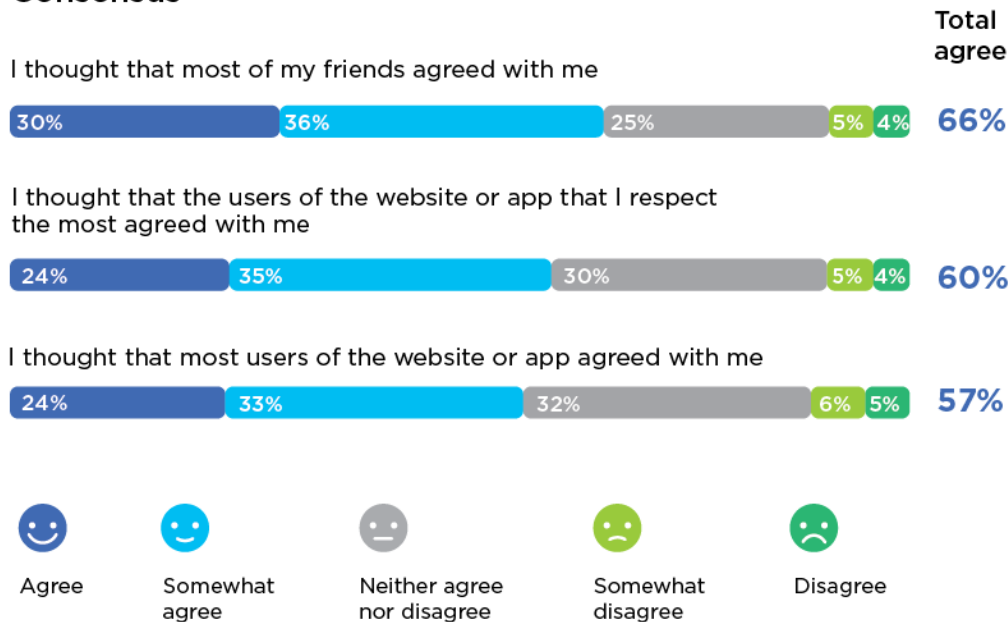 Consensus
Total
agree
I thought that most of my friends agreed with me
30% 36% 25% 5% 4% 66%
I thought that the users of the website or app that I respect
the most agreed with me
24% 35% 30% 5% 4% 60%
I thought that most users of the website or app agreed with me
24% 33% 32% 6% 5% 57%
Agree Somewhat Neither agree Somewhat Disagree
agree nor disagree disagree